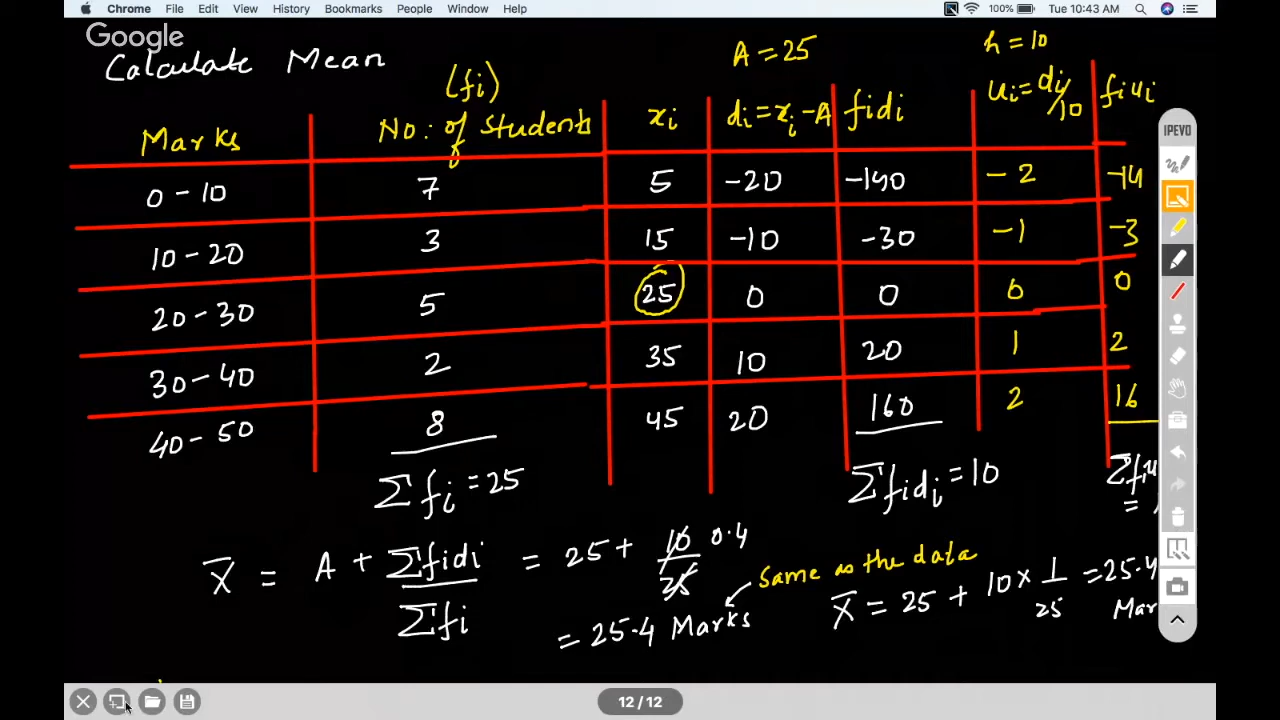 Chrome File Edit View History Bookmarks People Window Help 100% Tue 10:43 AM
Google
Calculate Mean
A = 25
h = 10
(fi)
Marks No: of students xi di = xi - A fidi ui = di/10 fiui
IPEVO
0 - 10 7 5 -20 -140 -2 -14
10 - 20 3 15 -10 -30 -1 -3
20 - 30 5 25 0 0 0 0
30 - 40 2 35 10 20 1 2
40 - 50 8 45 20 160 2 16
Σfi = 25 Σfidi = 10 Σfiu
=
X̅ = A + Σfidi/Σfi = 25 + 10/25 0.4
= 25.4 Marks
same as the data
X̅ = 25 + 10 × 1/25 = 25.4
Mar
12 / 12